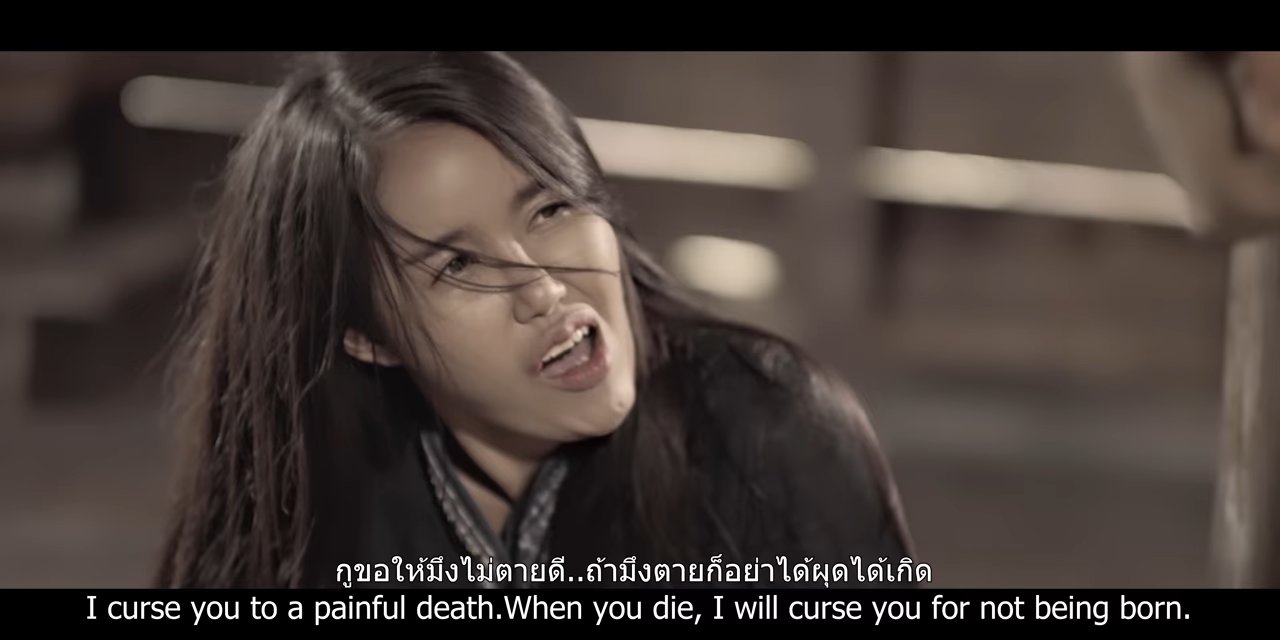 กูขอให้มึงไม่ตายดี..ถ้ามึงตายก็อย่าได้ผุดได้เกิด
I curse you to a painful death.When you die, I will curse you for not being born.